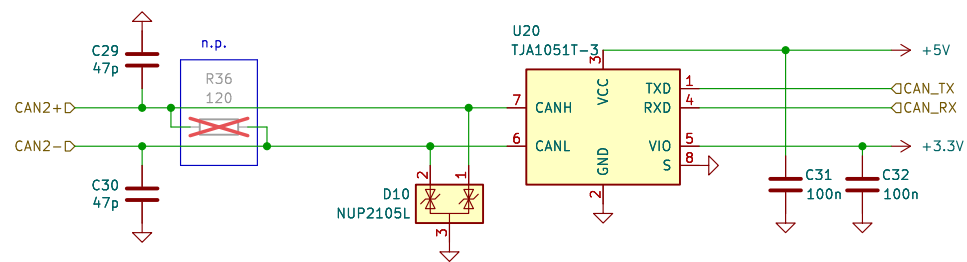 U20
TJA1051T-3
n.p.
C29
47p
R36
120
3
+5V
VCC
CAN2+
7
CANH
TXD
1
CAN_TX
RXD
4
CAN_RX
CAN2-
6
CANL
VIO
5
+3.3V
GND
S
8
C30
47p
2
1
D10
NUP2105L
3
2
C31
100n
C32
100n